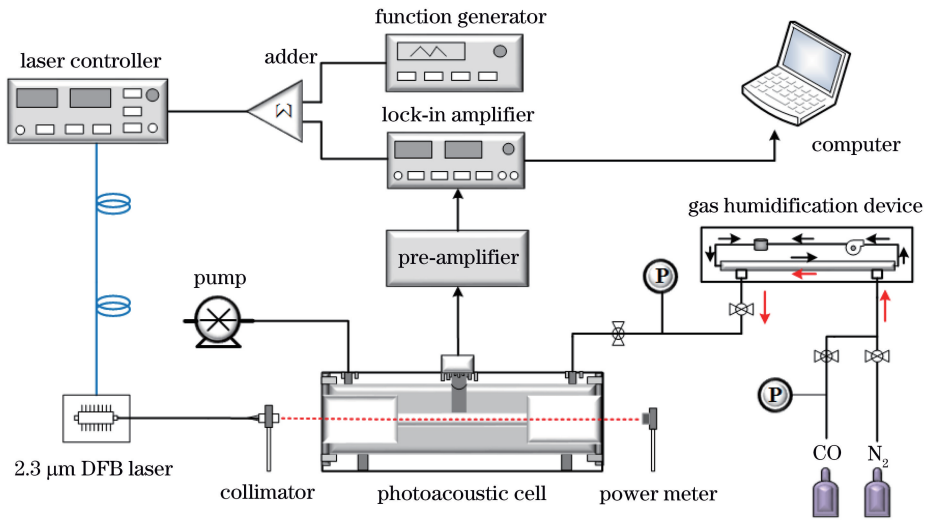 function generator
adder
laser controller
lock-in amplifier
computer
gas humidification device
pre-amplifier
P
pump
P
CO N₂
2.3 μm DFB laser
collimator
photoacoustic cell
power meter